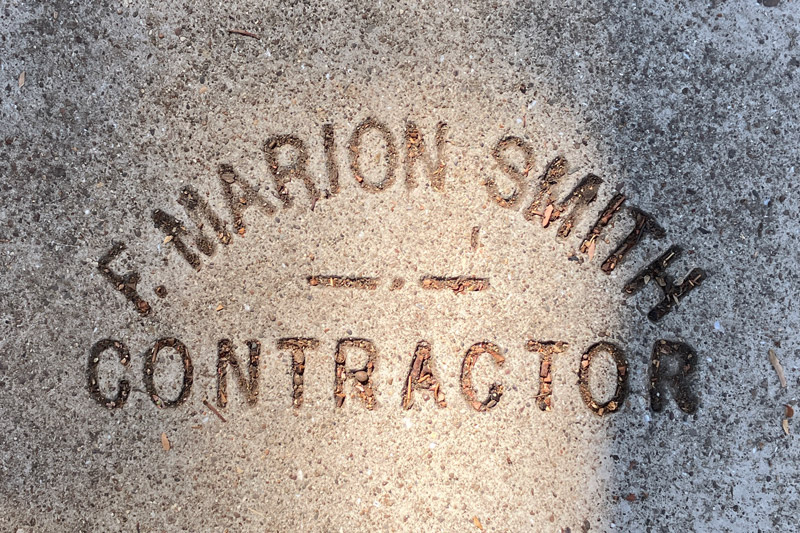 F. MARION SMITH
— · —
CONTRACTOR